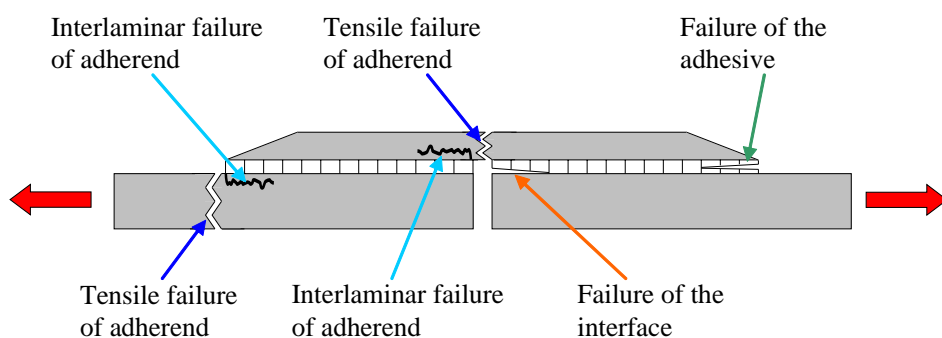 Interlaminar failure
of adherend
Tensile failure
of adherend
Failure of the
adhesive
Tensile failure
of adherend
Interlaminar failure
of adherend
Failure of the
interface